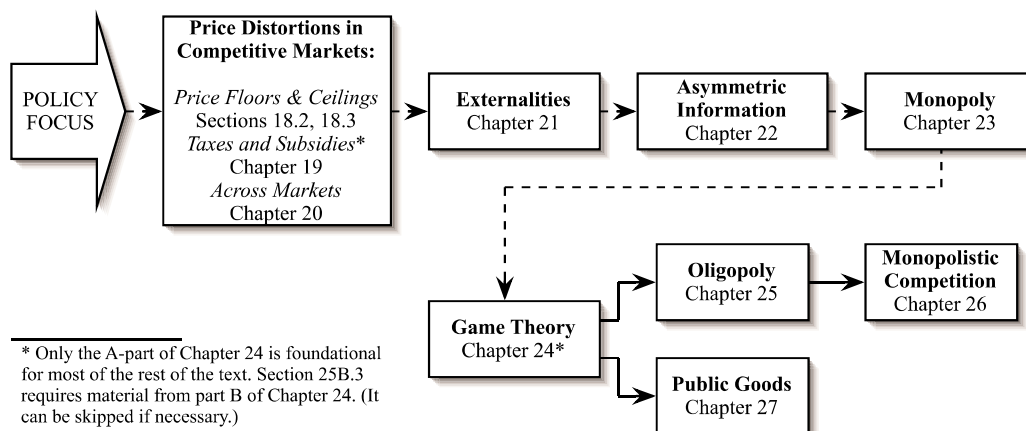 POLICY
FOCUS
Price Distortions in
Competitive Markets:
Price Floors & Ceilings
Sections 18.2, 18.3
Taxes and Subsidies*
Chapter 19
Across Markets
Chapter 20
Externalities
Chapter 21
Asymmetric
Information
Chapter 22
Monopoly
Chapter 23
Game Theory
Chapter 24*
Oligopoly
Chapter 25
Monopolistic
Competition
Chapter 26
Public Goods
Chapter 27
* Only the A-part of Chapter 24 is foundational
for most of the rest of the text. Section 25B.3
requires material from part B of Chapter 24. (It
can be skipped if necessary.)